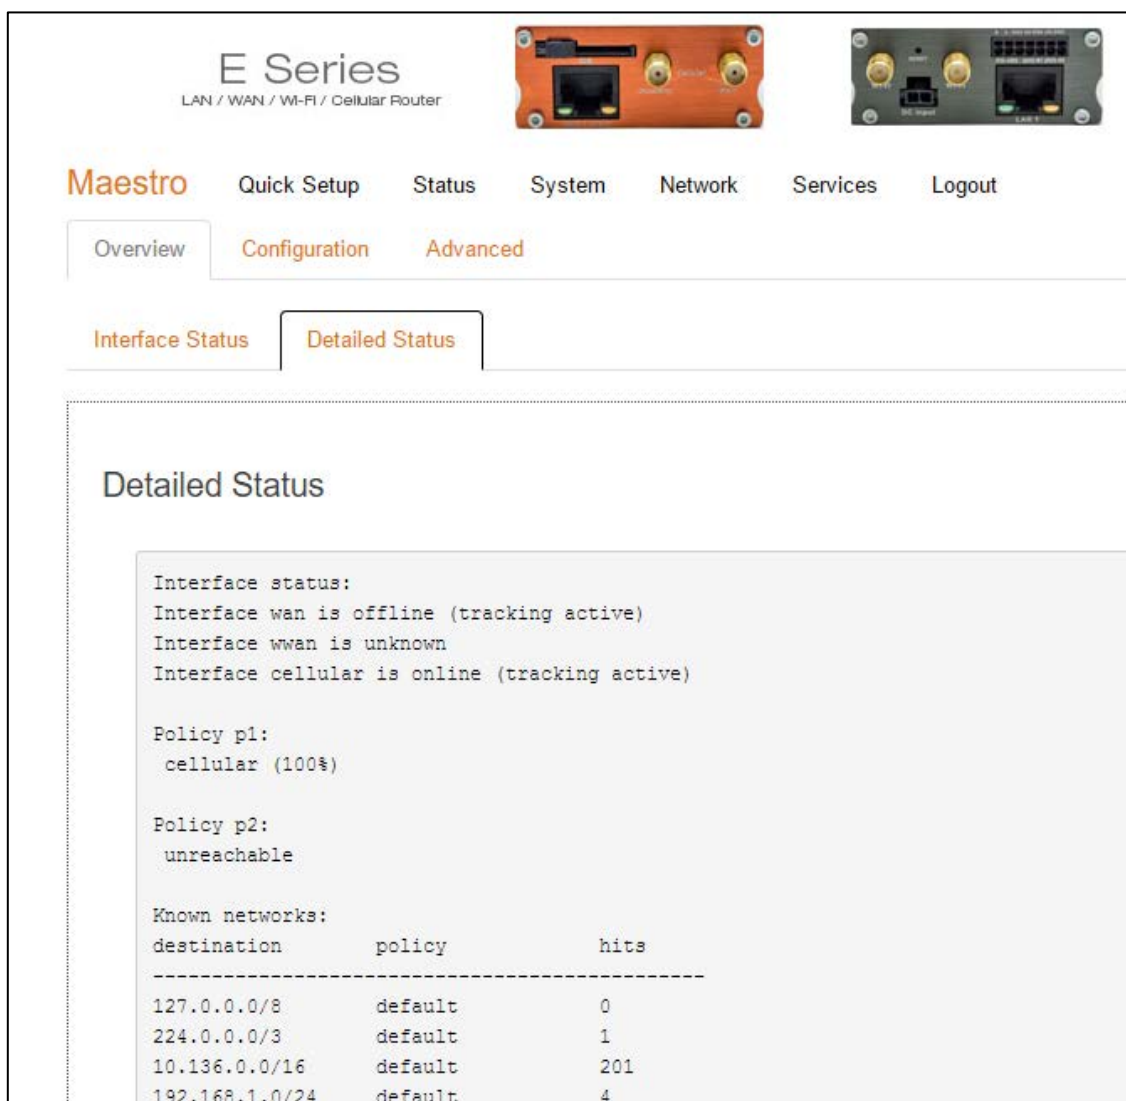 E Series
LAN / WAN / Wi-Fi / Cellular Router
DC Input
LAN 1
Maestro Quick Setup Status System Network Services Logout
Overview Configuration Advanced
Interface Status Detailed Status
Detailed Status
Interface status:
Interface wan is offline (tracking active)
Interface wwan is unknown
Interface cellular is online (tracking active)
Policy p1:
cellular (100%)
Policy p2:
unreachable
Known networks:
destination policy hits
------------------------------------------------
127.0.0.0/8 default 0
224.0.0.0/3 default 1
10.136.0.0/16 default 201
192.168.1.0/24 default 4